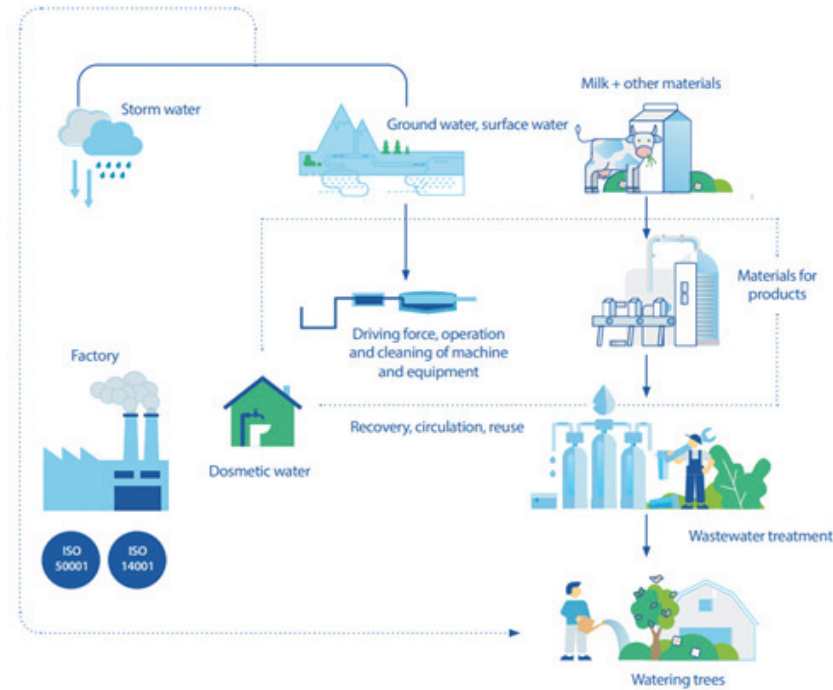 Storm water
Ground water, surface water
Milk + other materials
Materials for
products
Driving force, operation
and cleaning of machine
and equipment
Factory
Dosmetic water
Recovery, circulation, reuse
ISO
50001
ISO
14001
Wastewater treatment
Watering trees